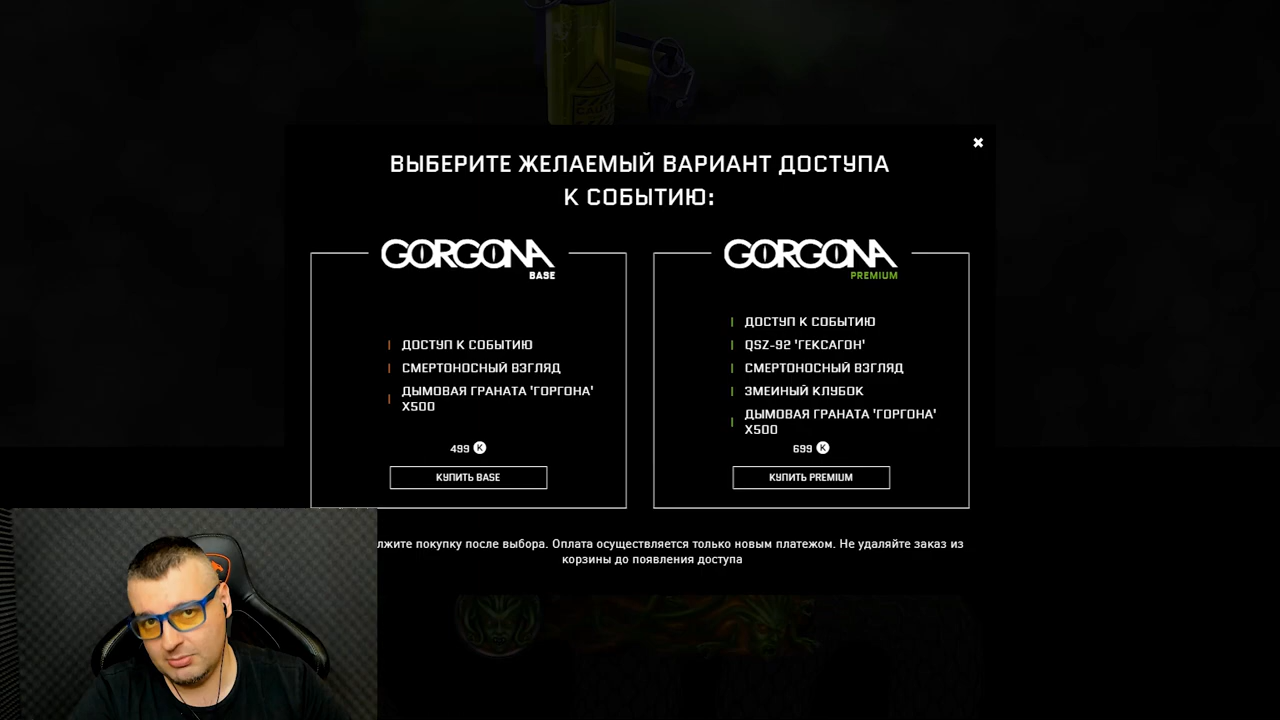 ВЫБЕРИТЕ ЖЕЛАЕМЫЙ ВАРИАНТ ДОСТУПА
К СОБЫТИЮ:
GORGONA
BASE
ДОСТУП К СОБЫТИЮ
СМЕРТОНОСНЫЙ ВЗГЛЯД
ДЫМОВАЯ ГРАНАТА 'ГОРГОНА'
X500
499 K
КУПИТЬ BASE
GORGONA
PREMIUM
ДОСТУП К СОБЫТИЮ
QSZ-92 'ГЕКСАГОН'
СМЕРТОНОСНЫЙ ВЗГЛЯД
ЗМЕИНЫЙ КЛУБОК
ДЫМОВАЯ ГРАНАТА 'ГОРГОНА'
X500
699 K
КУПИТЬ PREMIUM
лжите покупку после выбора. Оплата осуществляется только новым платежом. Не удаляйте заказ из
корзины до появления доступа